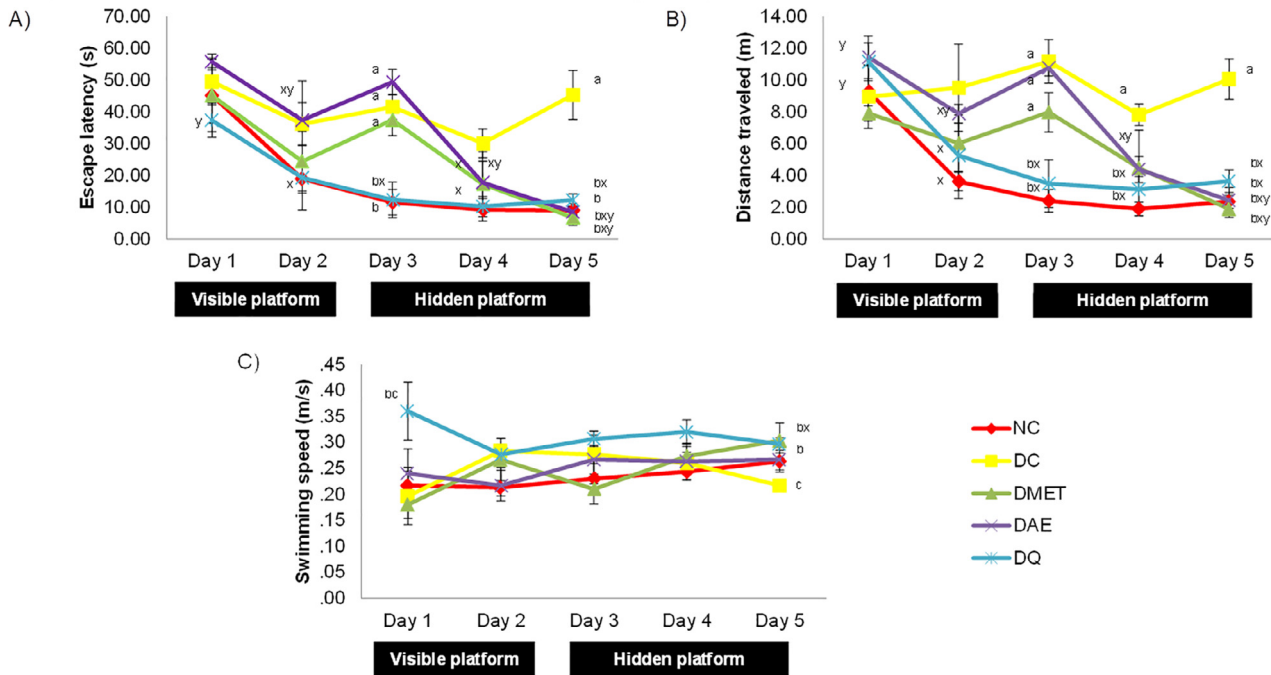 A)
Escape latency (s)
70.00
60.00
50.00
40.00
30.00
20.00
10.00
0.00
y
xy
x
a
a
a
bx
b
x
xy
x
a
bx
b
bxy
bxy
Day 1 Day 2 Day 3 Day 4 Day 5
Visible platform Hidden platform
B)
Distance traveled (m)
14.00
12.00
10.00
8.00
6.00
4.00
2.00
0.00
y
y
xy
x
x
a
a
a
bx
bx
a
xy
bx
bx
a
bx
bx
bxy
bxy
Day 1 Day 2 Day 3 Day 4 Day 5
Visible platform Hidden platform
C)
Swimming speed (m/s)
.45
.40
.35
.30
.25
.20
.15
.10
.05
.00
bc
bx
b
c
Day 1 Day 2 Day 3 Day 4 Day 5
Visible platform Hidden platform
NC
DC
DMET
DAE
DQ